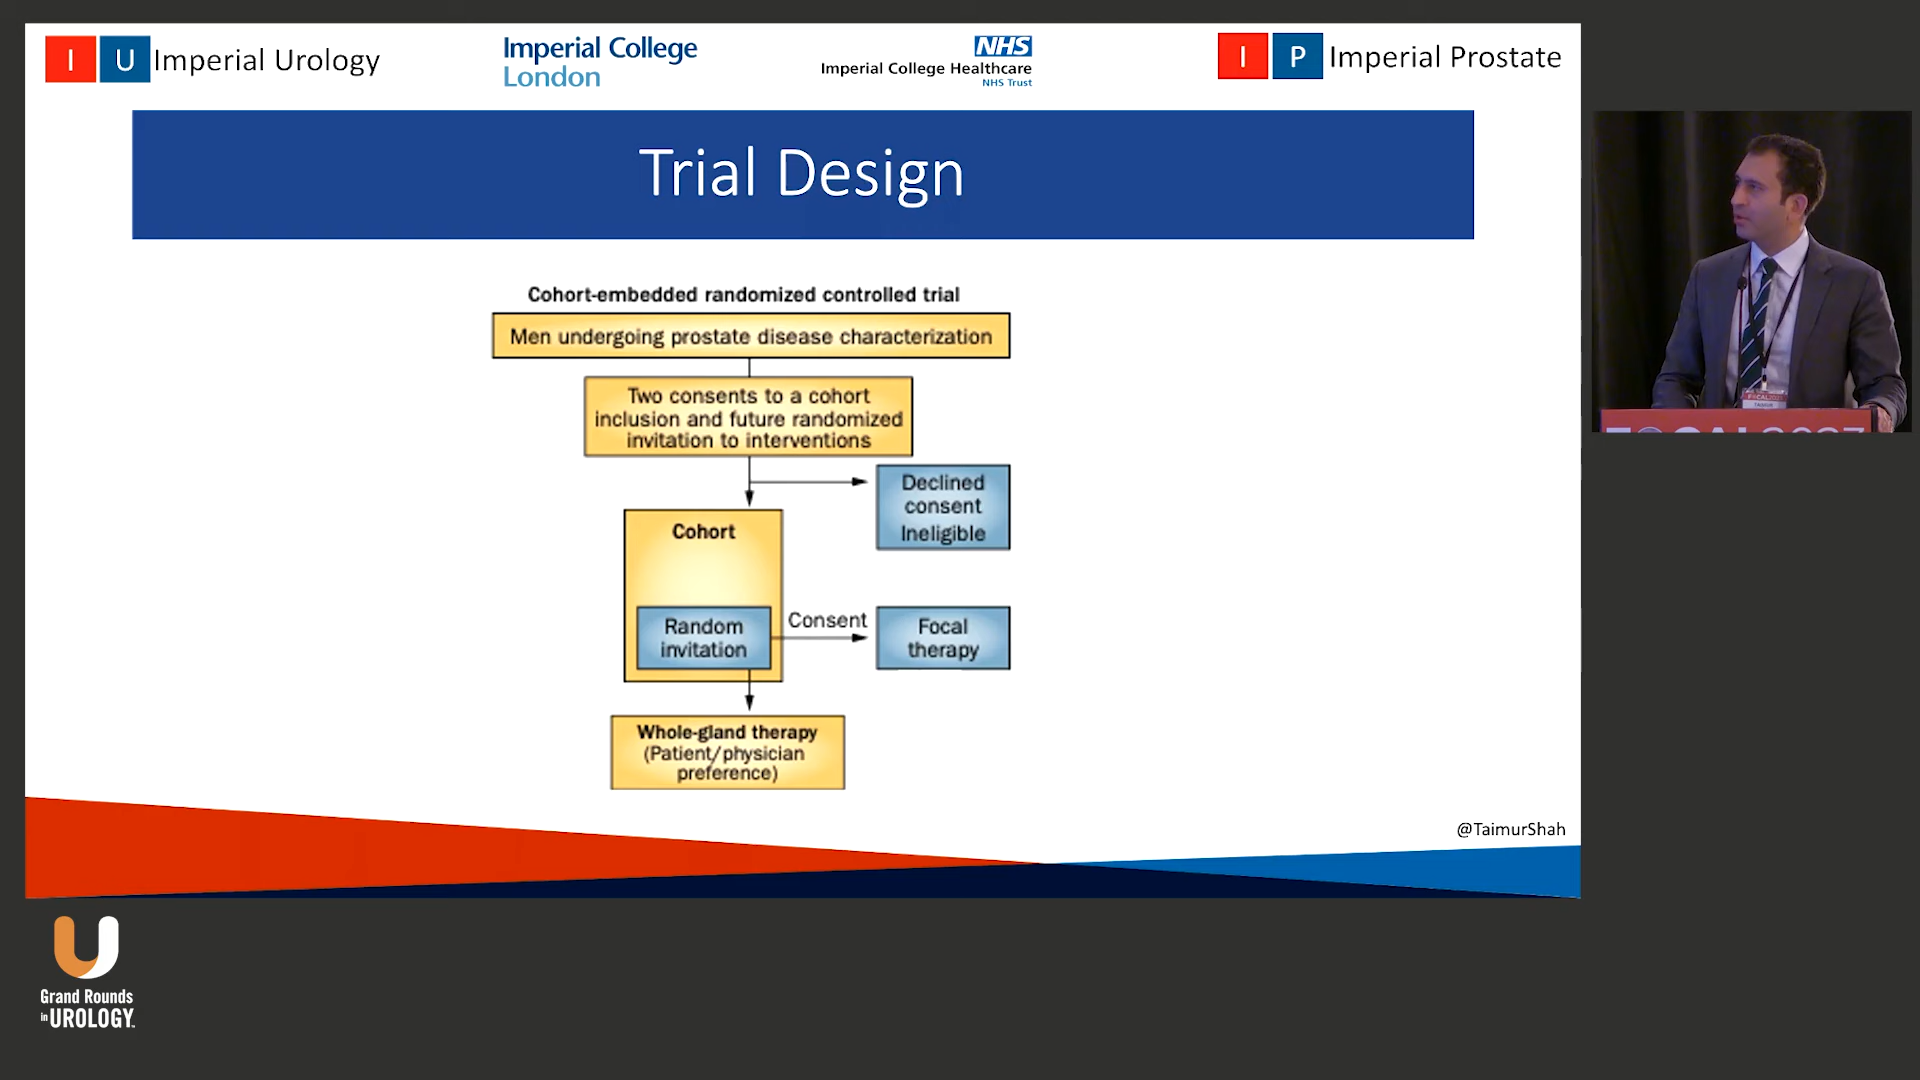 I U Imperial Urology
Imperial College
London
NHS
Imperial College Healthcare
NHS Trust
I P Imperial Prostate
Trial Design
Cohort-embedded randomized controlled trial
Men undergoing prostate disease characterization
Two consents to a cohort
inclusion and future randomized
invitation to interventions
Declined
consent
Ineligible
Cohort
Random
invitation
Consent
Focal
therapy
Whole-gland therapy
(Patient/physician
preference)
@TaimurShah
U
Grand Rounds
in UROLOGY